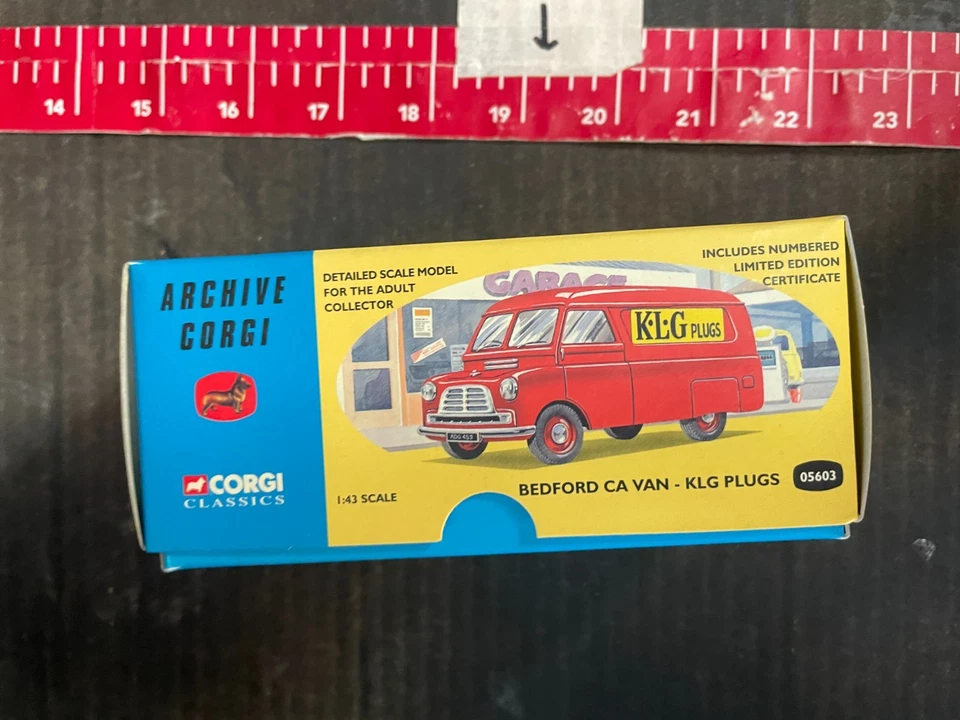 14 15 16 17 18 19 20 21 22 23
ARCHIVE
CORGI
CORGI
CLASSICS
DETAILED SCALE MODEL
FOR THE ADULT
COLLECTOR
INCLUDES NUMBERED
LIMITED EDITION
CERTIFICATE
GARAGE
K·L·G PLUGS
1:43 SCALE
BEDFORD CA VAN - KLG PLUGS 05603